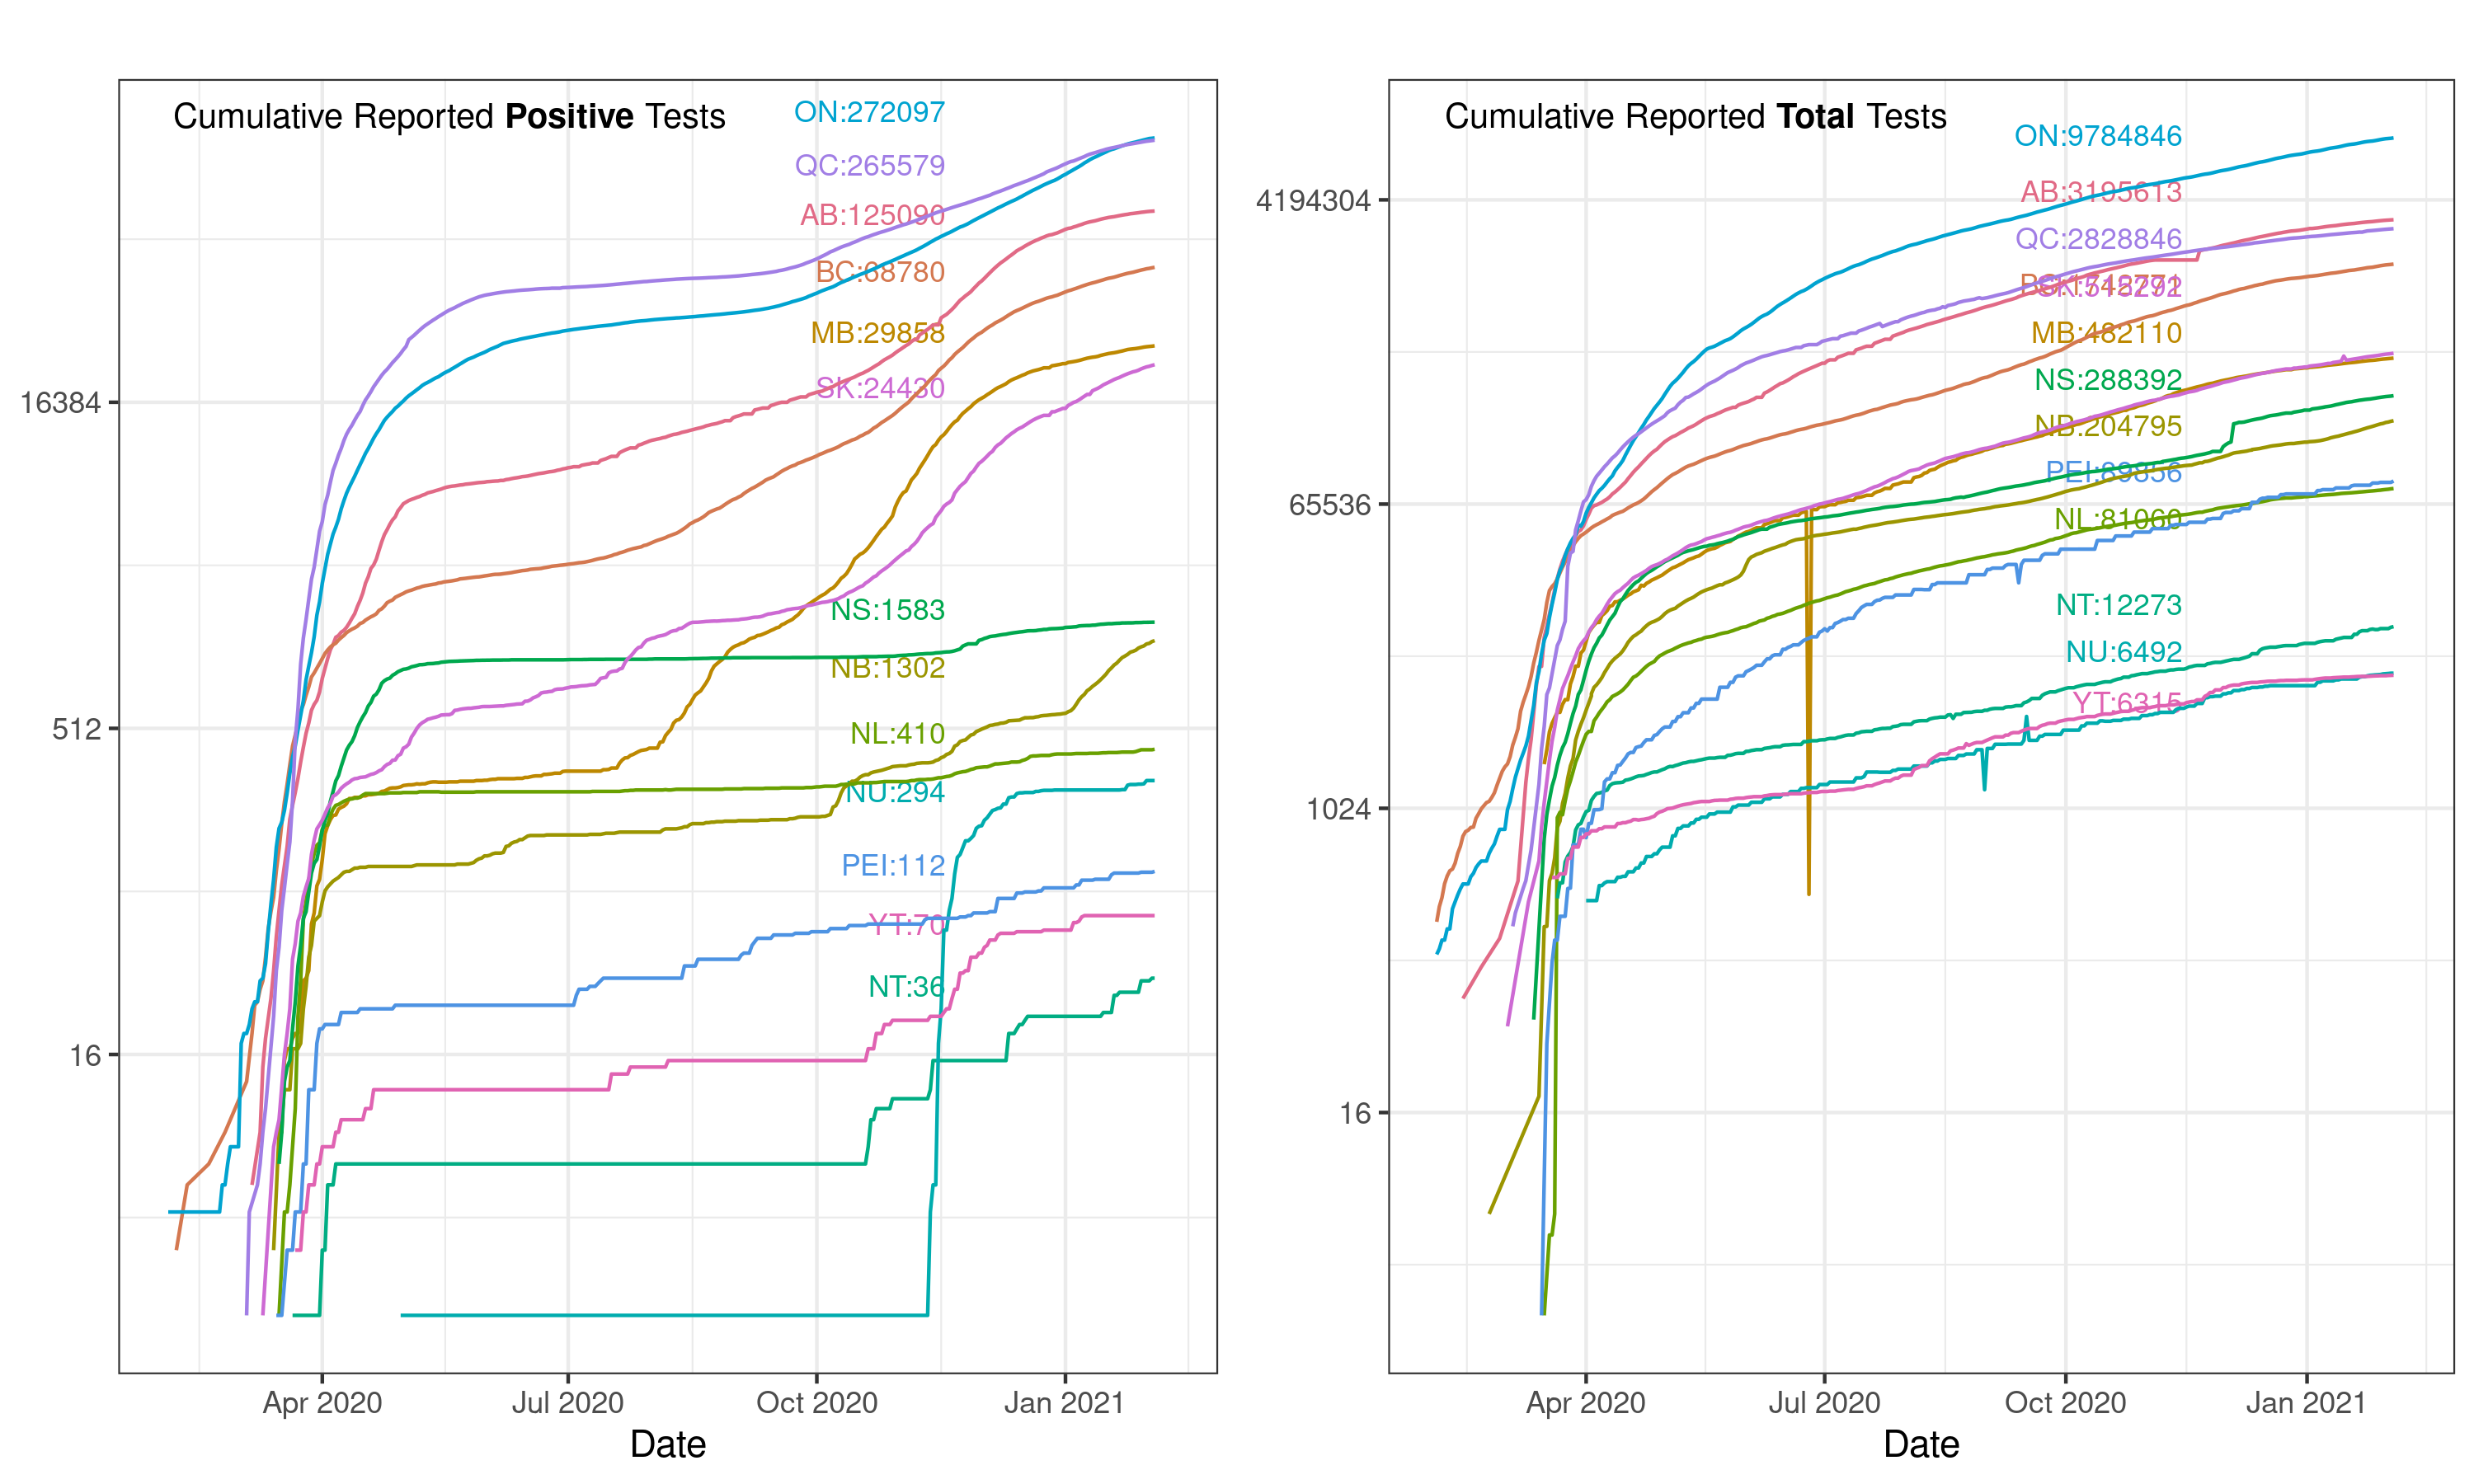 Cumulative Reported Positive Tests
ON:272097
QC:265579
AB:125090
BC:68780
MB:29858
SK:24430
NS:1583
NB:1302
NL:410
NU:294
PEI:112
YT:70
NT:36
16384
512
16
Apr 2020
Jul 2020
Oct 2020
Jan 2021
Date
Cumulative Reported Total Tests
ON:9784846
AB:3195613
QC:2828846
MB:482110
NS:288392
NB:204795
PEI:89856
NL:81060
NT:12273
NU:6492
YT:6315
4194304
65536
1024
16
Apr 2020
Jul 2020
Oct 2020
Jan 2021
Date